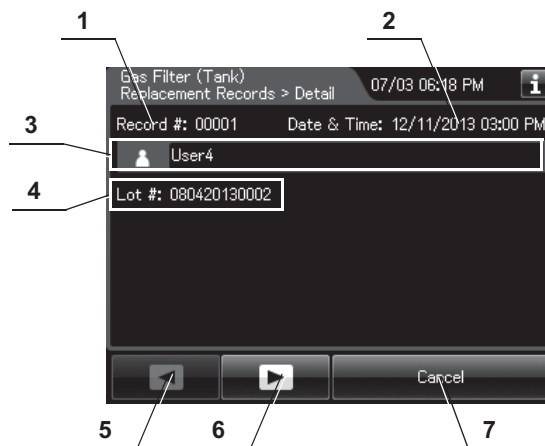 1
2
Gas Filter (Tank)
Replacement Records > Detail
07/03 06:18 PM
i
Record #: 00001
Date & Time: 12/11/2013 03:00 PM
3
User4
4
Lot #: 080420130002
Cancel
5
6
7